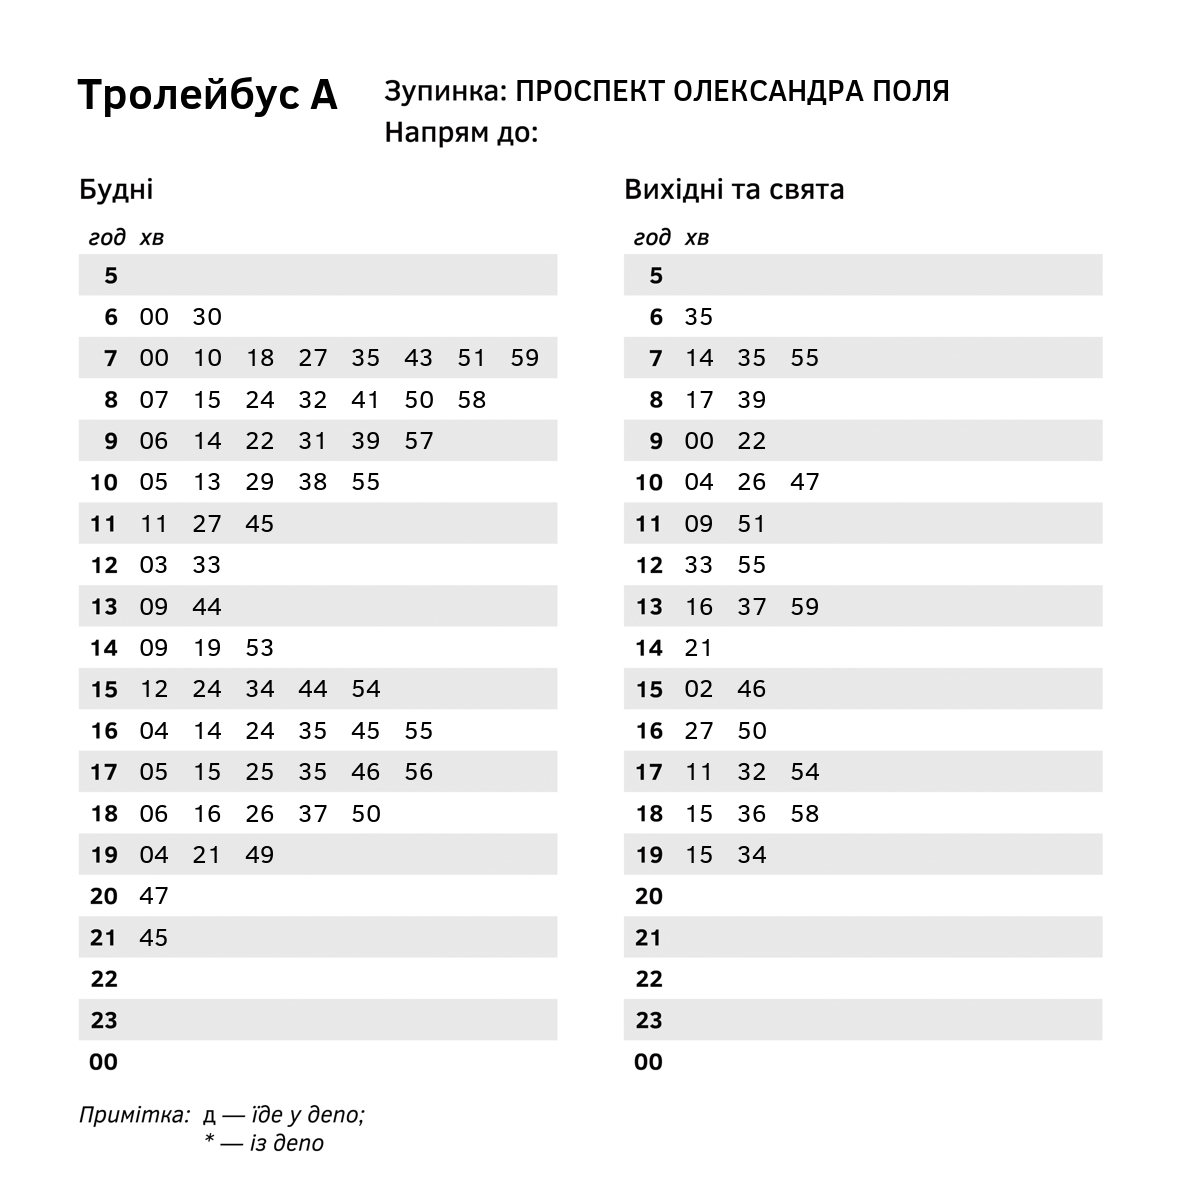 Тролейбус А
Зупинка: ПРОСПЕКТ ОЛЕКСАНДРА ПОЛЯ
Напрям до:
Будні
год хв
5
6 00 30
7 00 10 18 27 35 43 51 59
8 07 15 24 32 41 50 58
9 06 14 22 31 39 57
10 05 13 29 38 55
11 11 27 45
12 03 33
13 09 44
14 09 19 53
15 12 24 34 44 54
16 04 14 24 35 45 55
17 05 15 25 35 46 56
18 06 16 26 37 50
19 04 21 49
20 47
21 45
22
23
00
Вихідні та свята
год хв
5
6 35
7 14 35 55
8 17 39
9 00 22
10 04 26 47
11 09 51
12 33 55
13 16 37 59
14 21
15 02 46
16 27 50
17 11 32 54
18 15 36 58
19 15 34
20
21
22
23
00
Примітка: д — їде у депо;
* — із депо